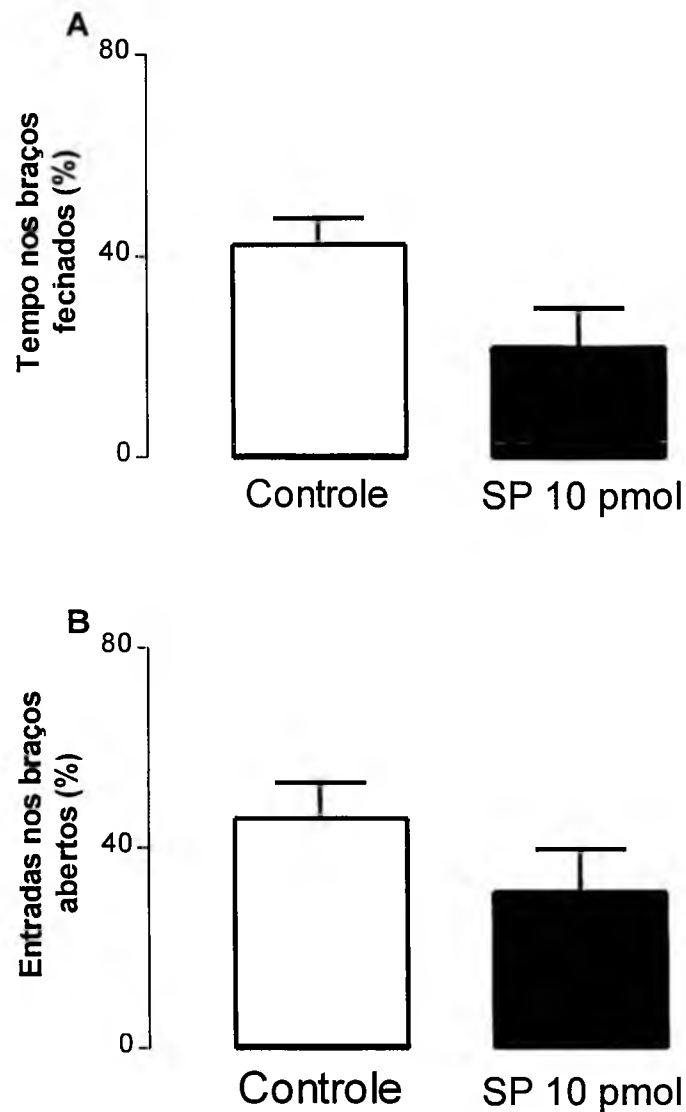 A
80
40
0
Tempo nos braços
fechados (%)
Controle
SP 10 pmol
B
80
40
0
Entradas nos braços
abertos (%)
Controle
SP 10 pmol